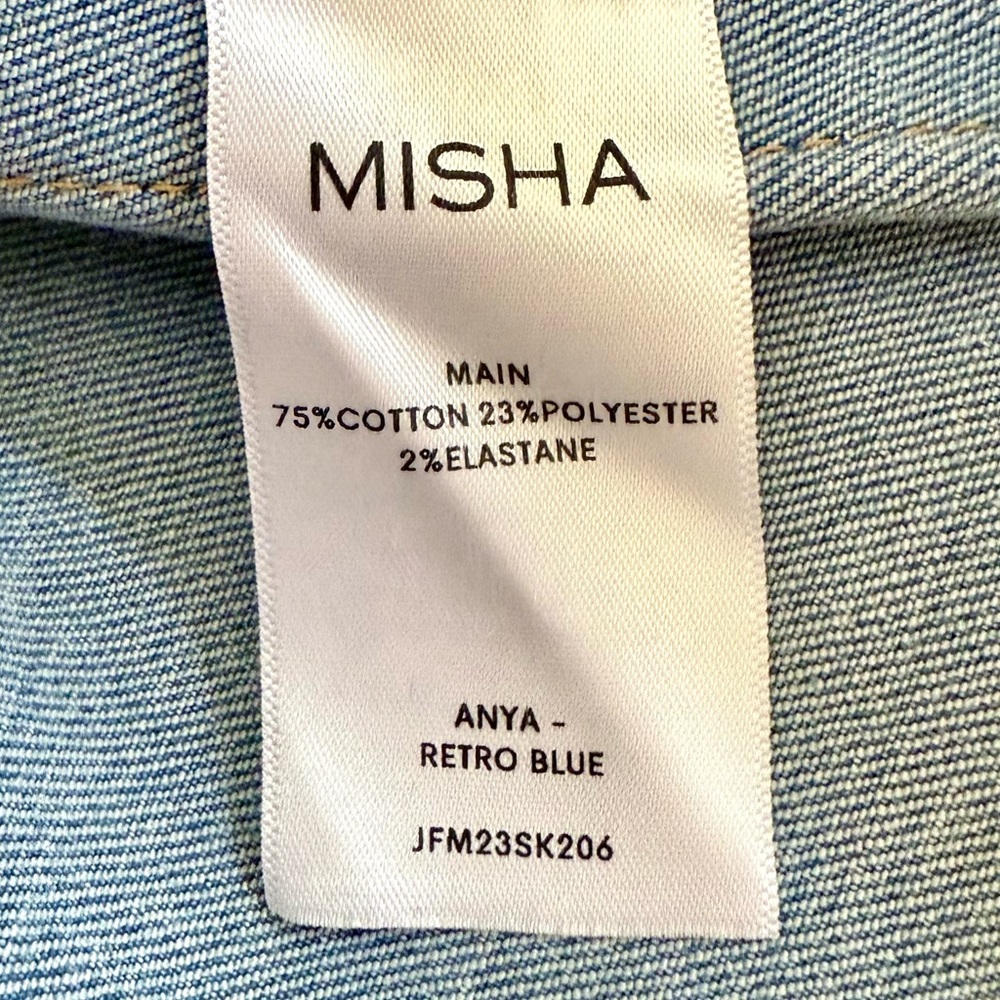 MISHA
MAIN
75%COTTON 23%POLYESTER
2%ELASTANE
ANYA -
RETRO BLUE
JFM23SK206